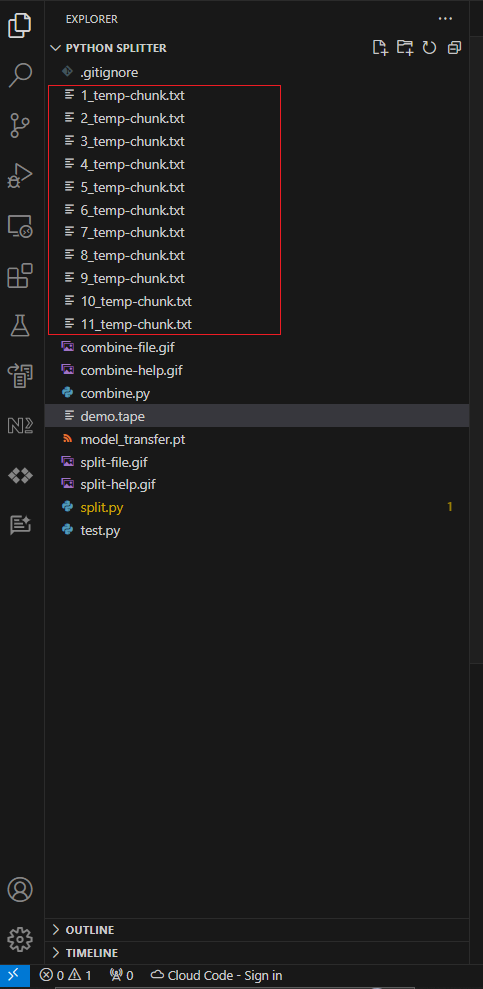 EXPLORER
PYTHON SPLITTER
.gitignore
1_temp-chunk.txt
2_temp-chunk.txt
3_temp-chunk.txt
4_temp-chunk.txt
5_temp-chunk.txt
6_temp-chunk.txt
7_temp-chunk.txt
8_temp-chunk.txt
9_temp-chunk.txt
10_temp-chunk.txt
11_temp-chunk.txt
combine-file.gif
combine-help.gif
combine.py
demo.tape
model_transfer.pt
split-file.gif
split-help.gif
split.py 1
test.py
OUTLINE
TIMELINE
0 1 0 Cloud Code - Sign in